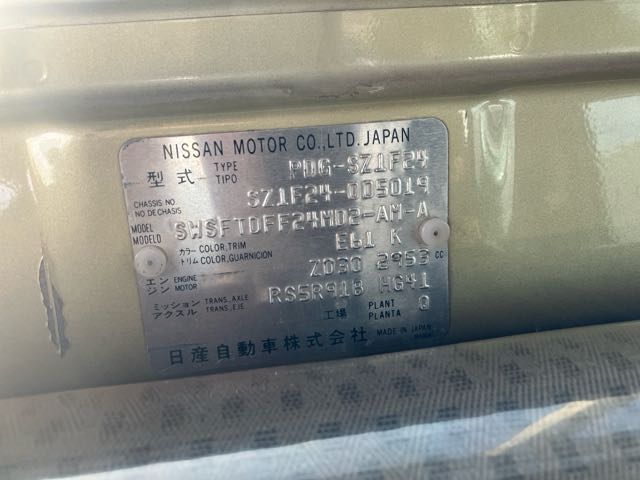 NISSAN MOTOR CO.,LTD. JAPAN
型式 TYPE TIPO PDG-SZ1F24
CHASSIS NO NO.DE CHASIS SZ1F24-005019
MODEL MODELO SWSFTDFF24MD2-AM-A
カラー COLOR,TRIM トリム COLOR,GUARNICION E61 K
エンジン ENGINE MOTOR ZD30 2953 CC
ミッション TRANS.,AXLE アクスル TRANS.,EJE RS5R91B HG41
工場 PLANT PLANTA
日産自動車株式会社 MADE IN JAPAN